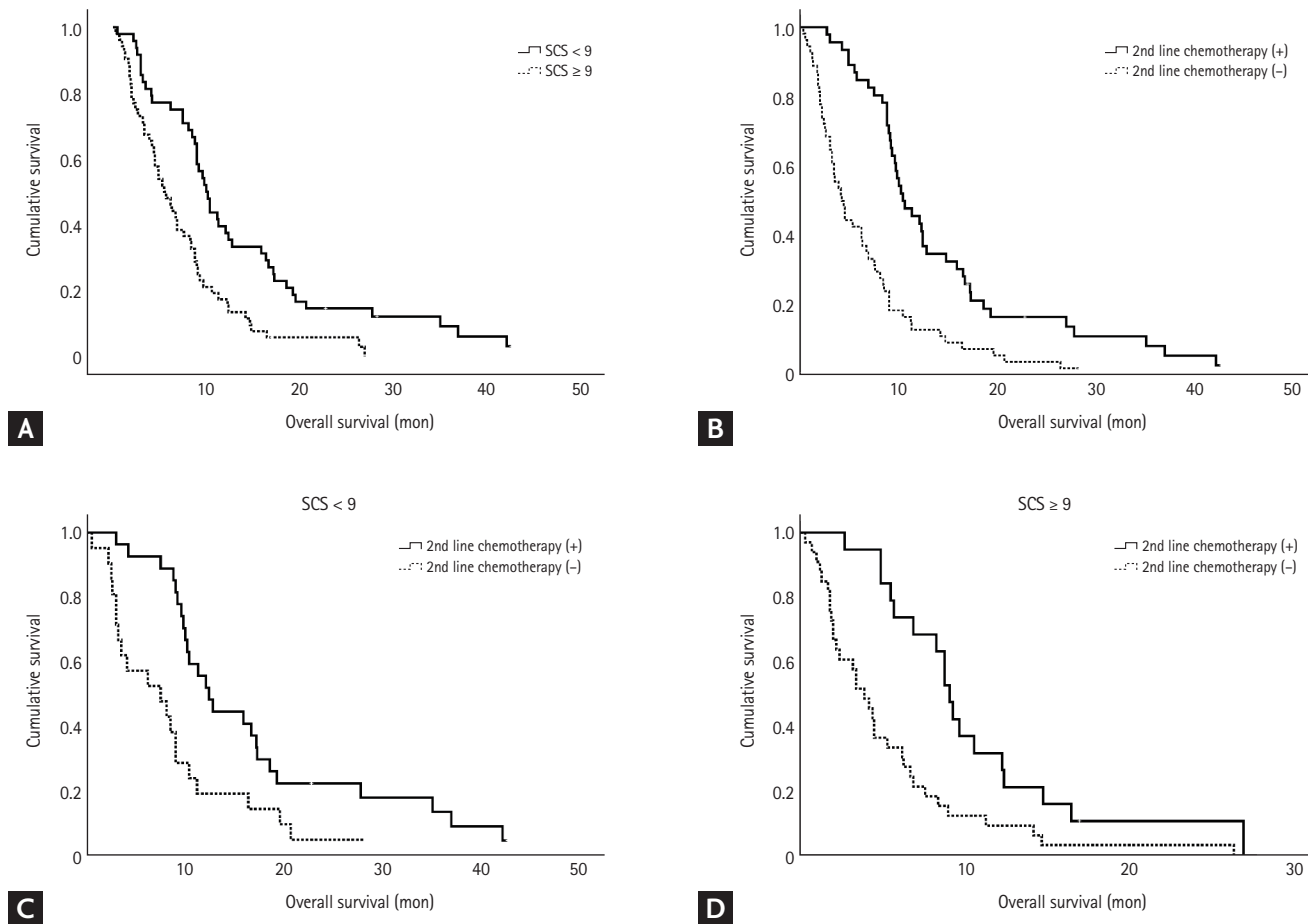 1.0
0.8
0.6
0.4
0.2
0
Cumulative survival
SCS < 9
SCS ≥ 9
10 20 30 40 50
Overall survival (mon)
A
1.0
0.8
0.6
0.4
0.2
0
Cumulative survival
2nd line chemotherapy (+)
2nd line chemotherapy (−)
10 20 30 40 50
Overall survival (mon)
B
SCS < 9
1.0
0.8
0.6
0.4
0.2
0
Cumulative survival
2nd line chemotherapy (+)
2nd line chemotherapy (−)
10 20 30 40 50
Overall survival (mon)
C
SCS ≥ 9
1.0
0.8
0.6
0.4
0.2
0
Cumulative survival
2nd line chemotherapy (+)
2nd line chemotherapy (−)
10 20 30
Overall survival (mon)
D